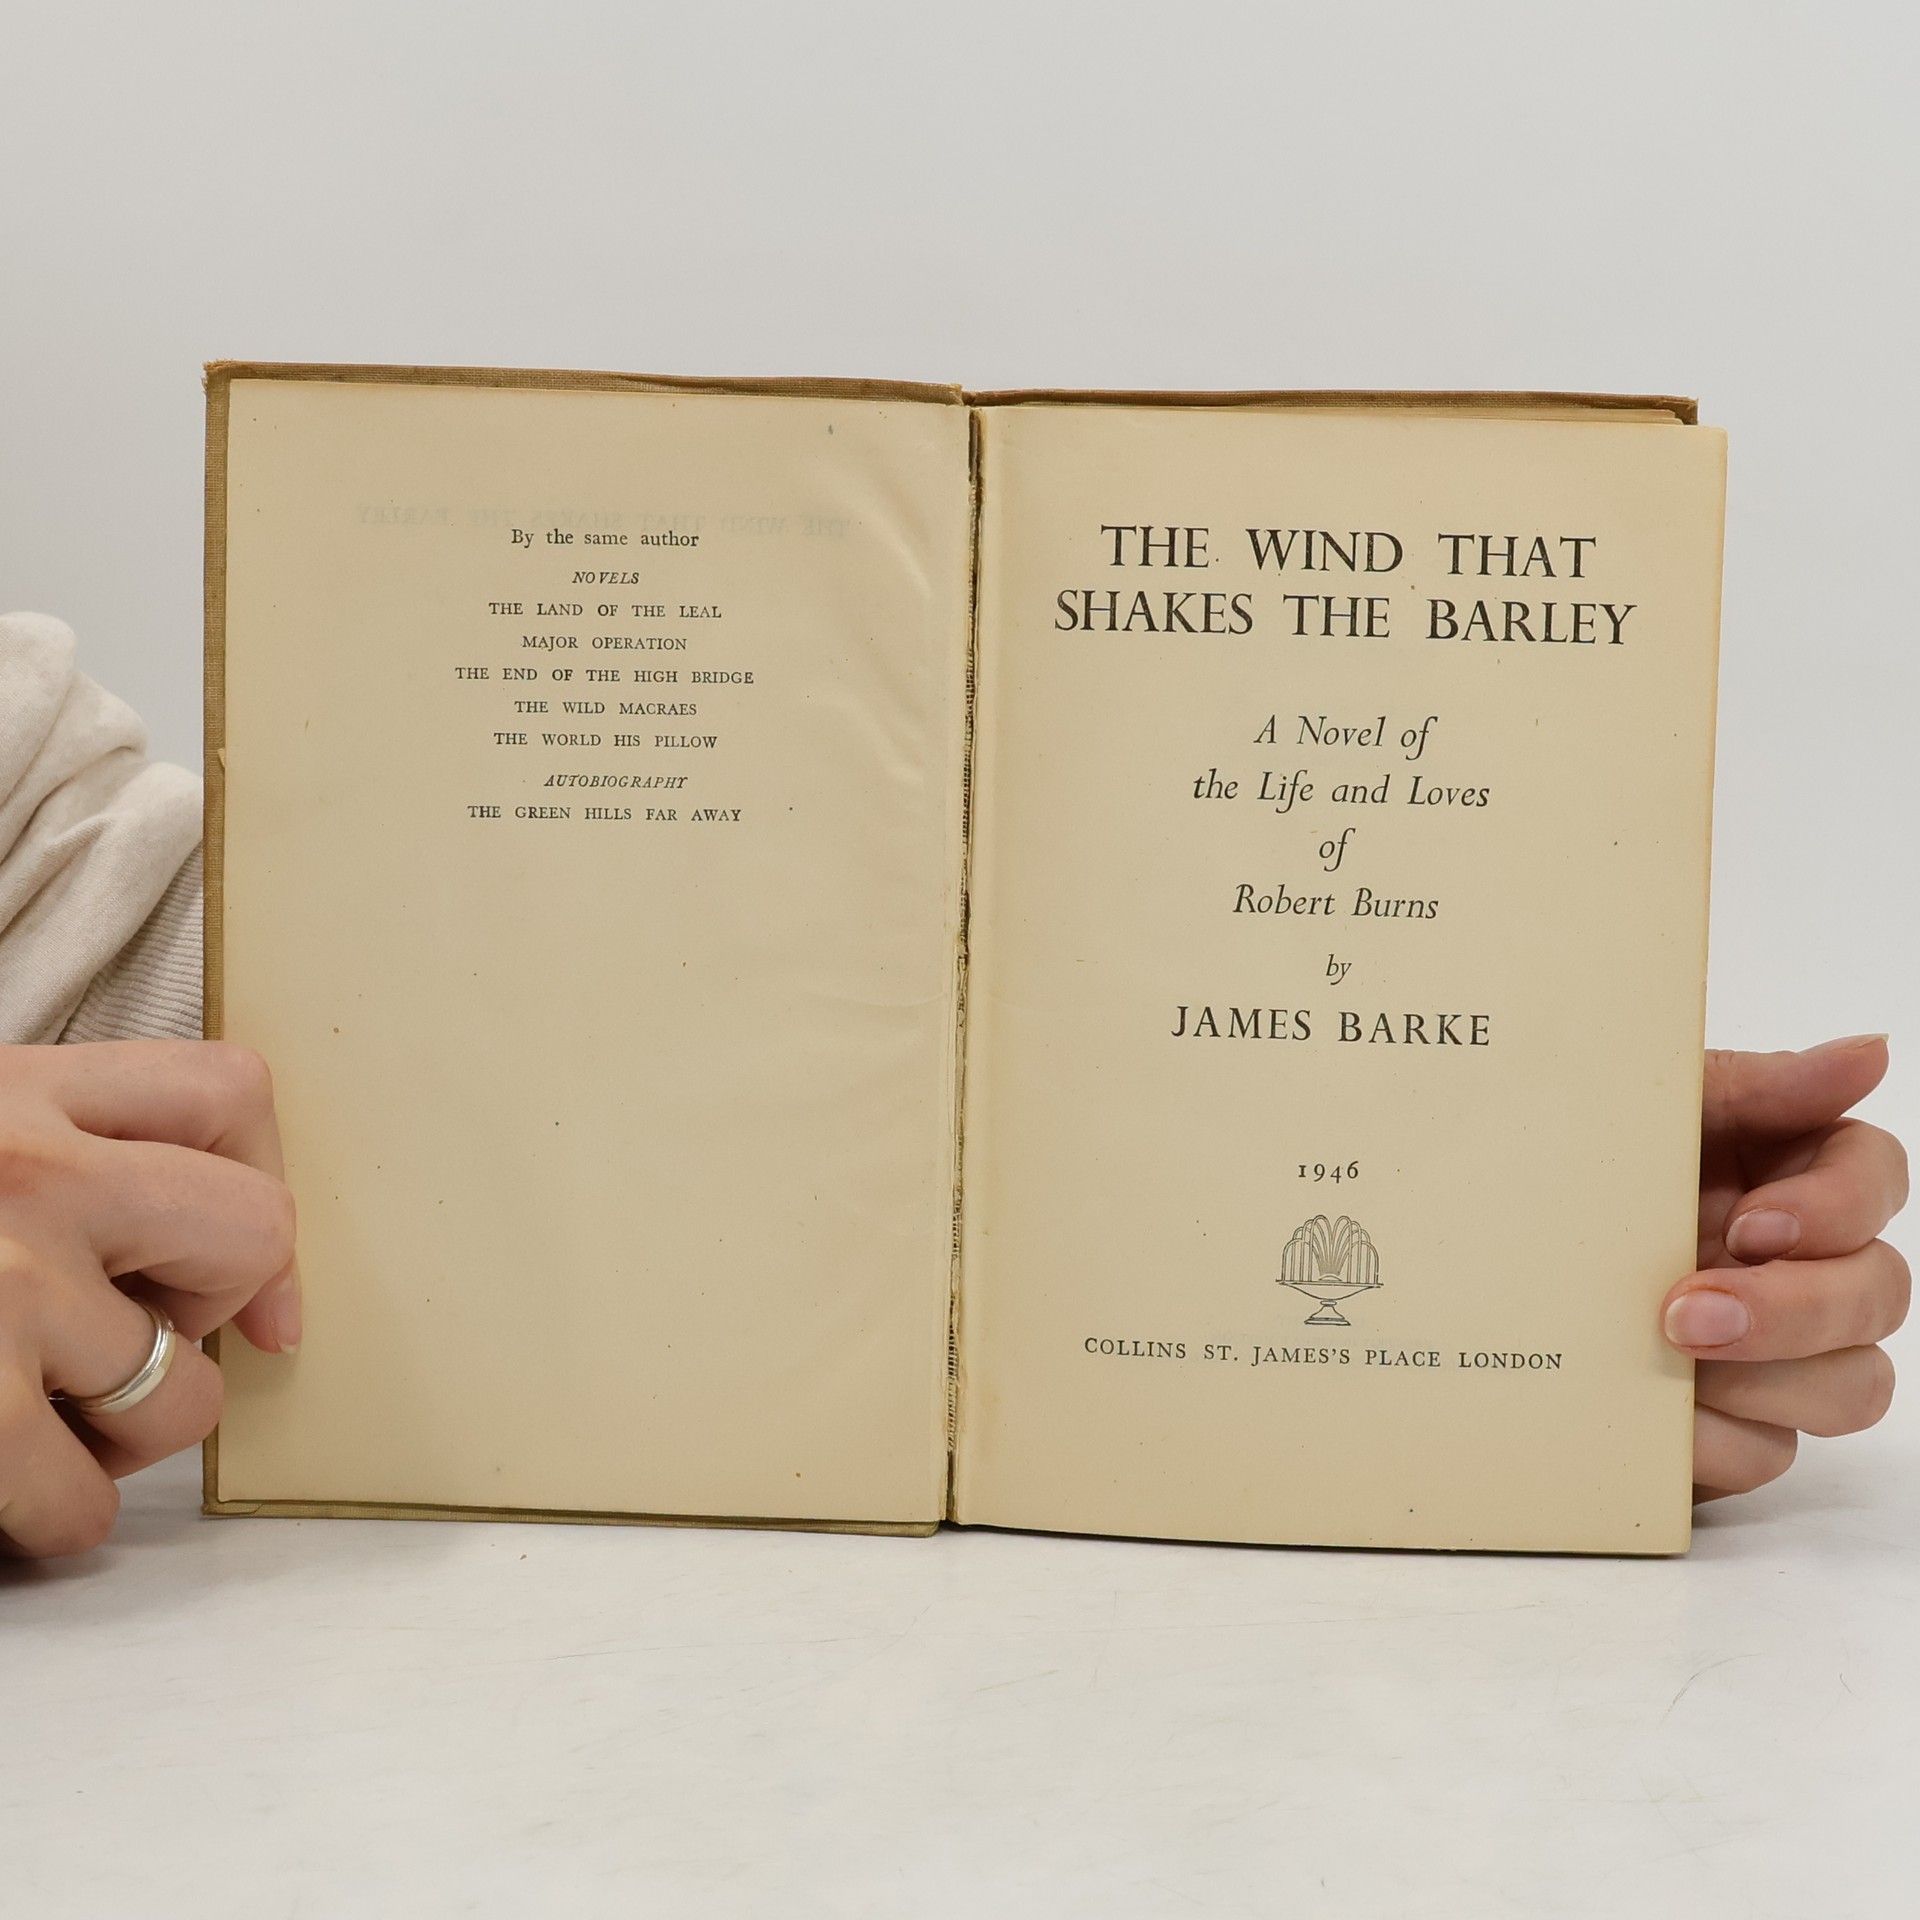 By the same author
NOVELS
THE LAND OF THE LEAL
MAJOR OPERATION
THE END OF THE HIGH BRIDGE
THE WILD MACRAES
THE WORLD HIS PILLOW
AUTOBIOGRAPHY
THE GREEN HILLS FAR AWAY
THE WIND THAT
SHAKES THE BARLEY
A Novel of
the Life and Loves
of
Robert Burns
by
JAMES BARKE
1946
COLLINS ST. JAMES'S PLACE LONDON